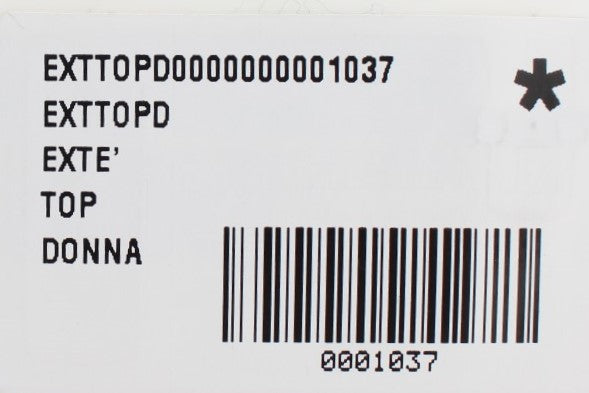 EXTTOPD0000000001037
*
EXTTOPD
EXTE'
TOP
DONNA
0001037